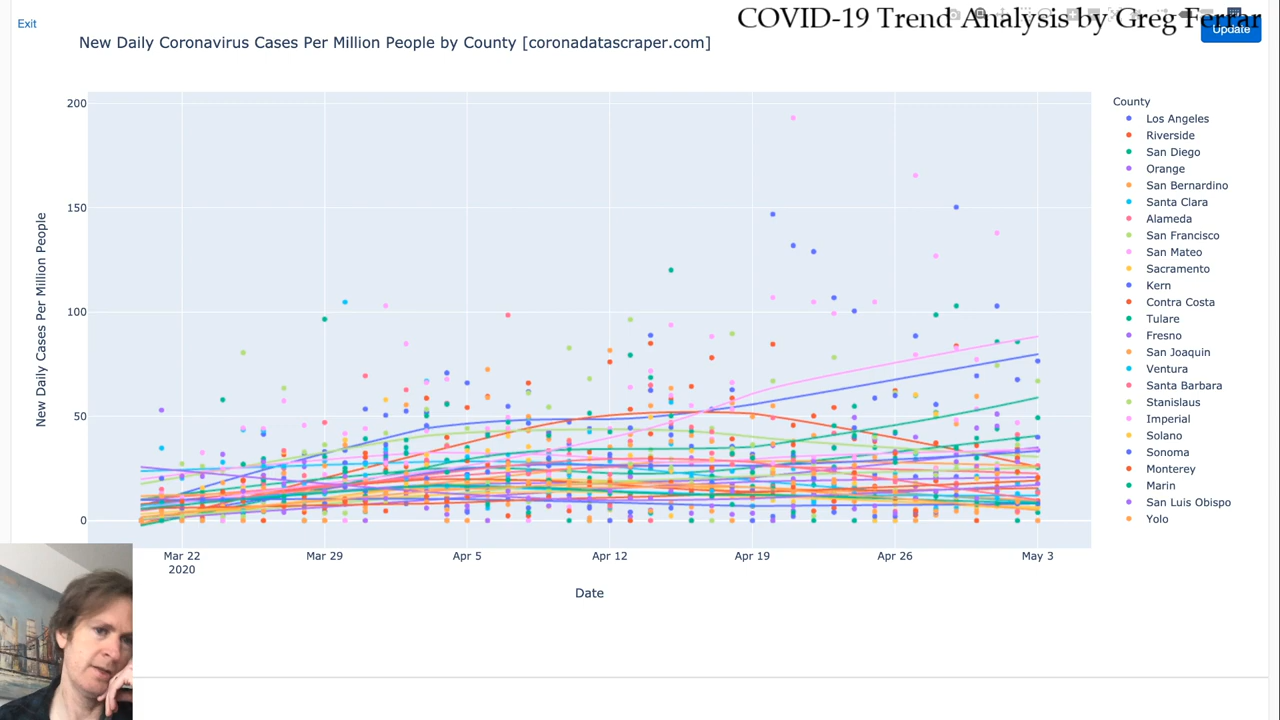 COVID-19 Trend Analysis by Greg Ferrar
Exit
Update
New Daily Coronavirus Cases Per Million People by County [coronadatascraper.com]
200
150
100
50
0
New Daily Cases Per Million People
Mar 22
2020
Mar 29
Apr 5
Apr 12
Apr 19
Apr 26
May 3
Date
County
Los Angeles
Riverside
San Diego
Orange
San Bernardino
Santa Clara
Alameda
San Francisco
San Mateo
Sacramento
Kern
Contra Costa
Tulare
Fresno
San Joaquin
Ventura
Santa Barbara
Stanislaus
Imperial
Solano
Sonoma
Monterey
Marin
San Luis Obispo
Yolo